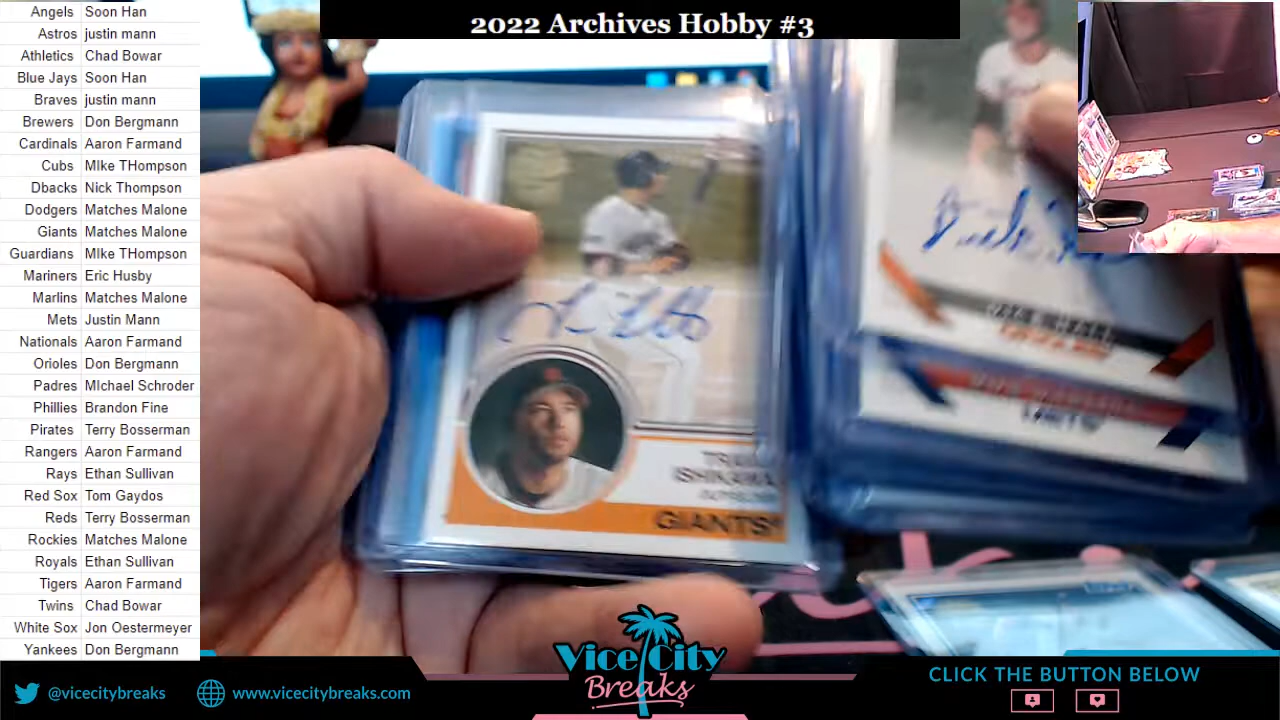 2022 Archives Hobby #3
Angels Soon Han
Astros justin mann
Athletics Chad Bowar
Blue Jays Soon Han
Braves justin mann
Brewers Don Bergmann
Cardinals Aaron Farmand
Cubs MIke THompson
Dbacks Nick Thompson
Dodgers Matches Malone
Giants Matches Malone
Guardians MIke THompson
Mariners Eric Husby
Marlins Matches Malone
Mets Justin Mann
Nationals Aaron Farmand
Orioles Don Bergmann
Padres MIchael Schroder
Phillies Brandon Fine
Pirates Terry Bosserman
Rangers Aaron Farmand
Rays Ethan Sullivan
Red Sox Tom Gaydos
Reds Terry Bosserman
Rockies Matches Malone
Royals Ethan Sullivan
Tigers Aaron Farmand
Twins Chad Bowar
White Sox Jon Oestermeyer
Yankees Don Bergmann
ISHIKAWA
GIANTS
@vicecitybreaks
www.vicecitybreaks.com
Vice City
Breaks
CLICK THE BUTTON BELOW